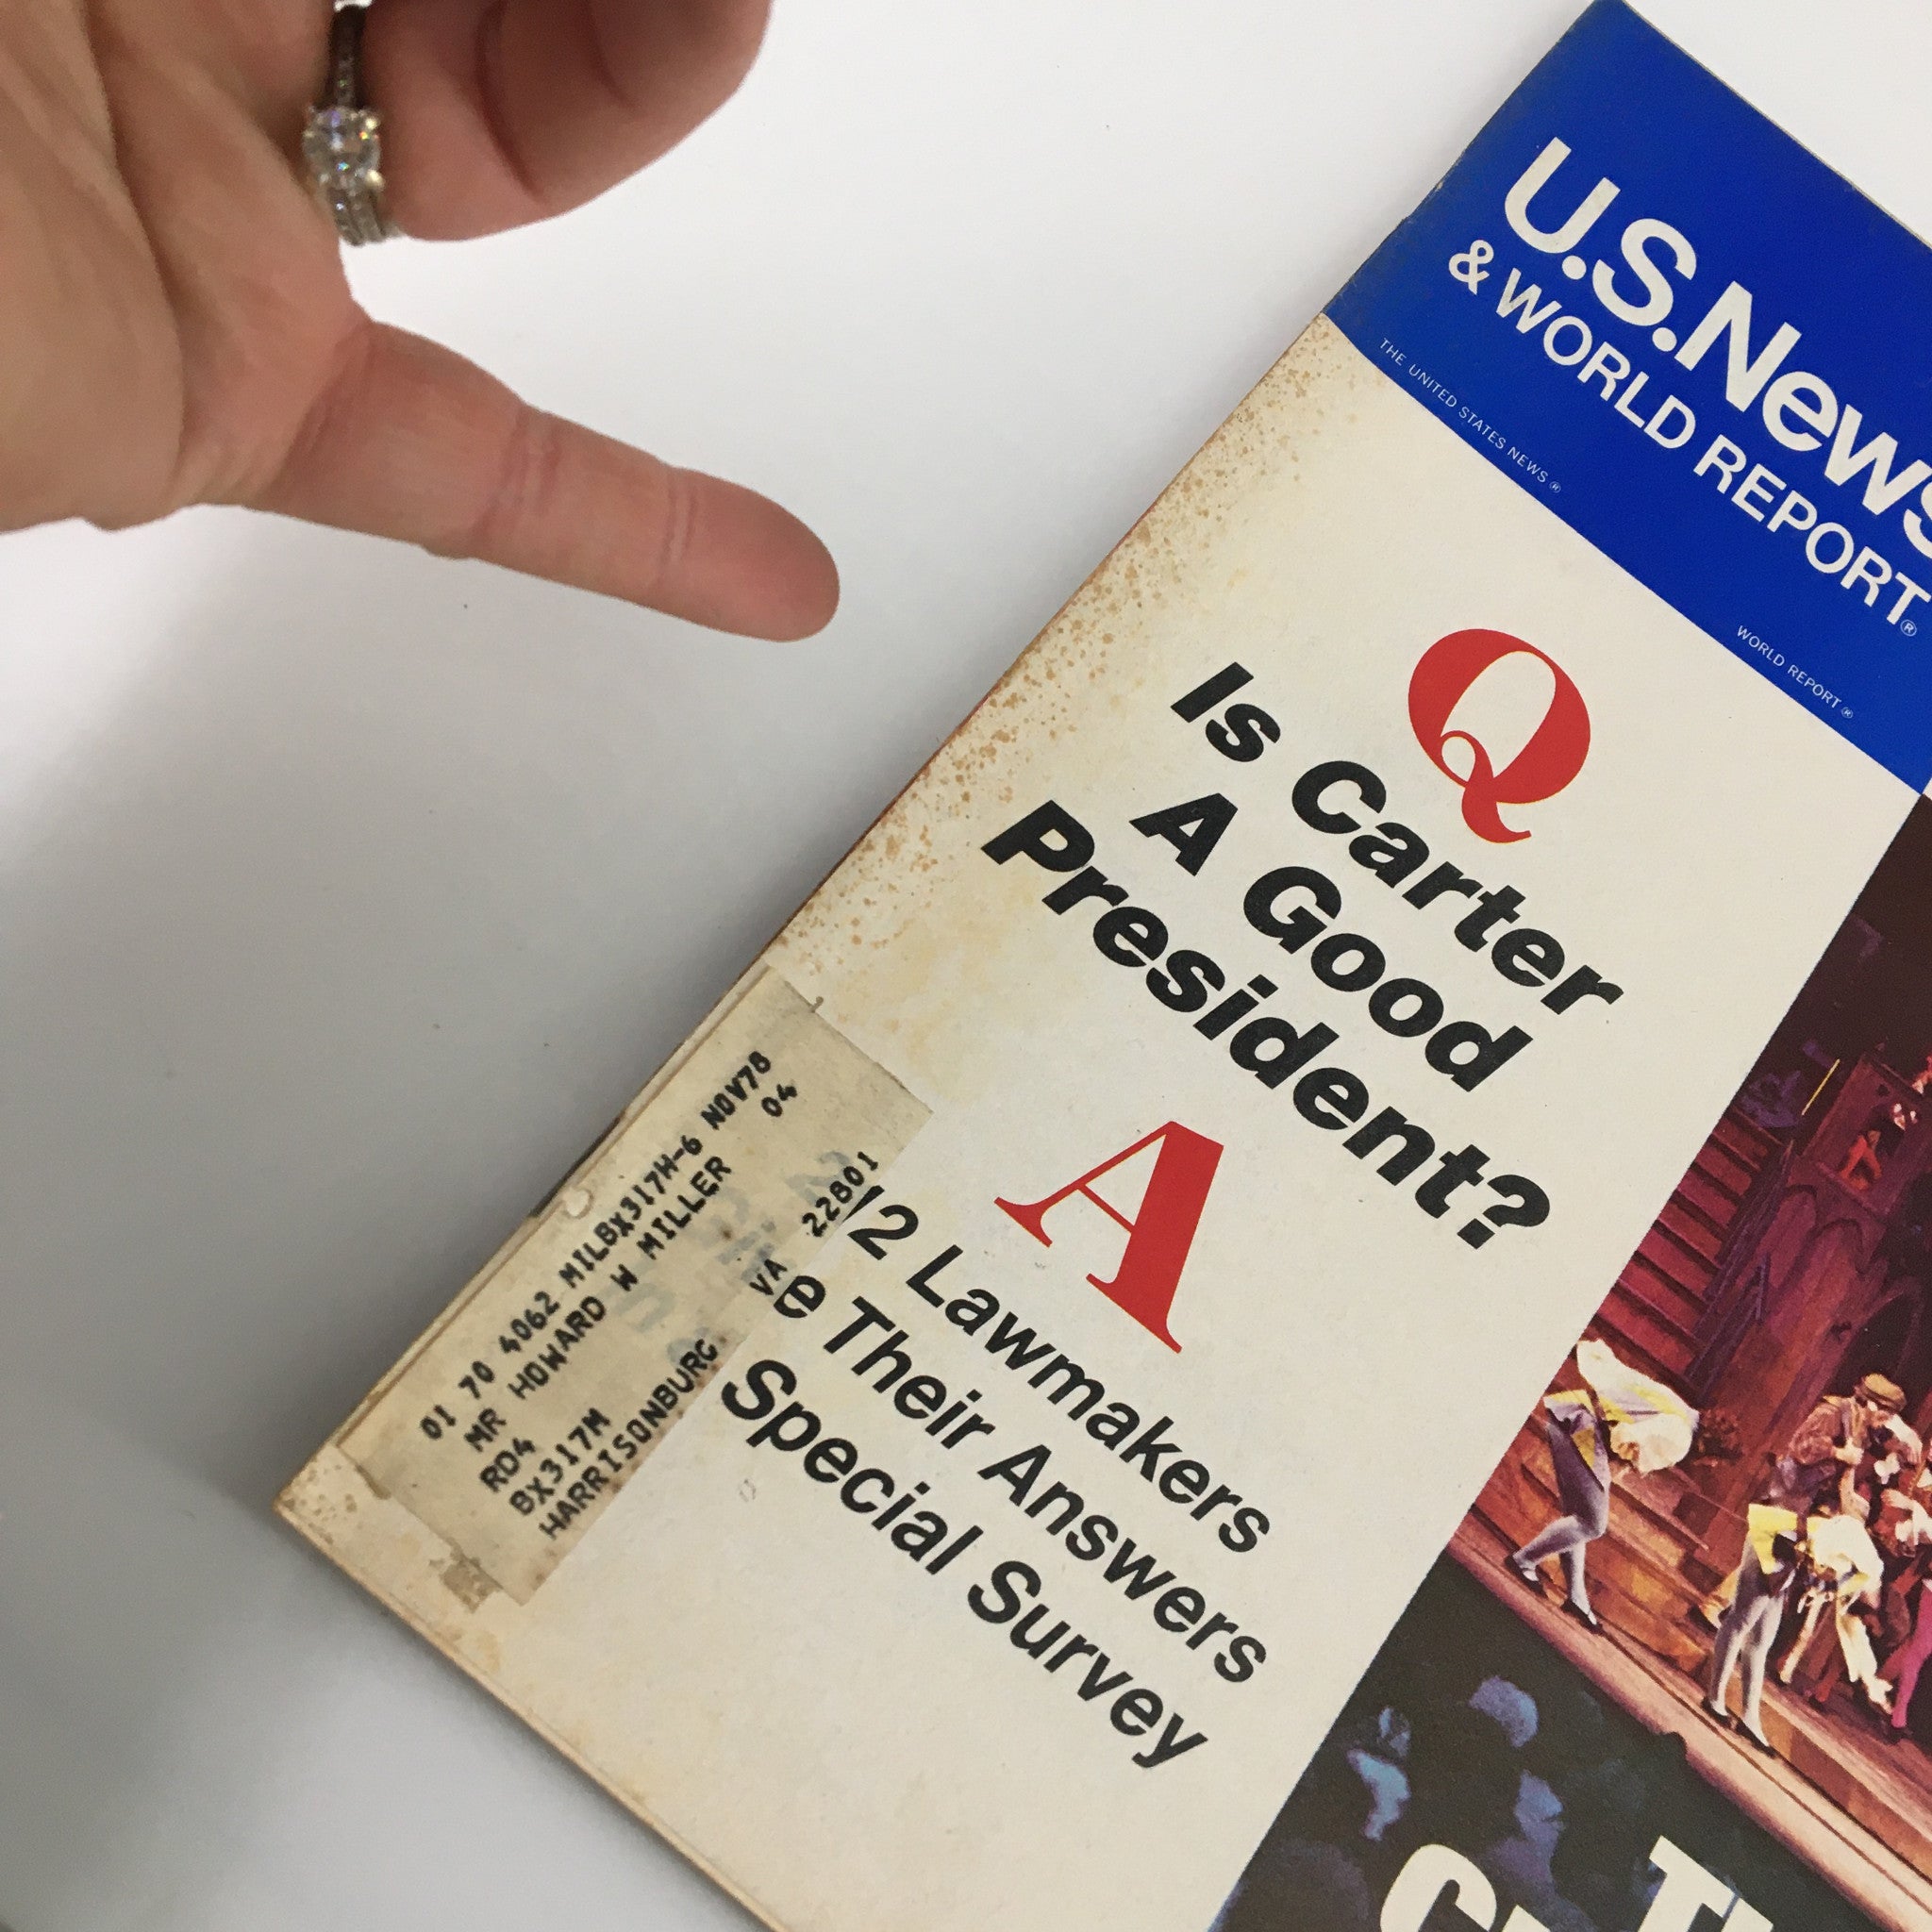 U.S.News
& WORLD REPORT®
THE UNITED STATES NEWS ®
WORLD REPORT ®
Q
Is Carter
A Good
President?
A
Lawmakers
Their Answers
Special Survey
01 70 4062 MILBX317M-6 NOV78
MR HOWARD W MILLER 04
RD4
BX317M
HARRISONBURG VA 22801